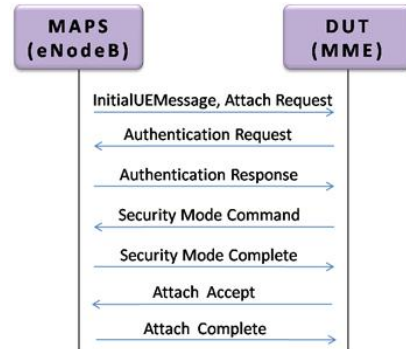 MAPS
(eNodeB)
DUT
(MME)
InitialUEMessage, Attach Request
Authentication Request
Authentication Response
Security Mode Command
Security Mode Complete
Attach Accept
Attach Complete